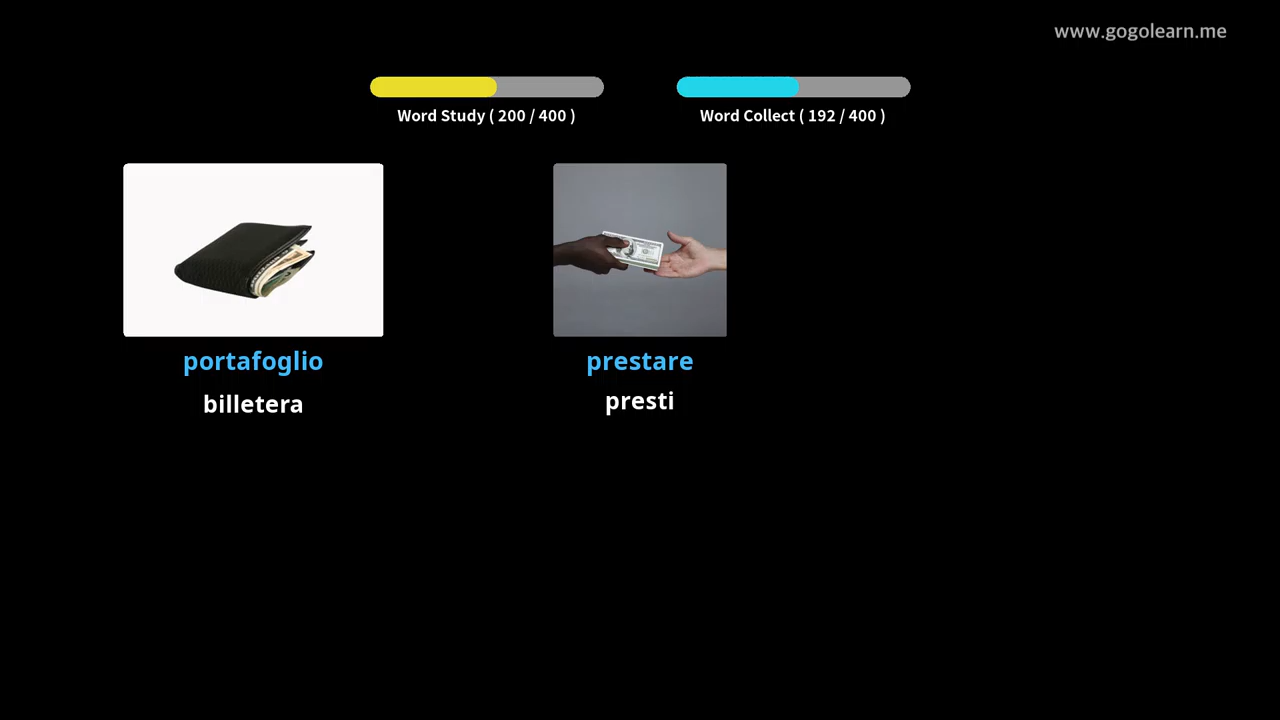 www.gogolearn.me
Word Study ( 200 / 400 )
Word Collect ( 192 / 400 )
portafoglio
prestare
billetera
presti